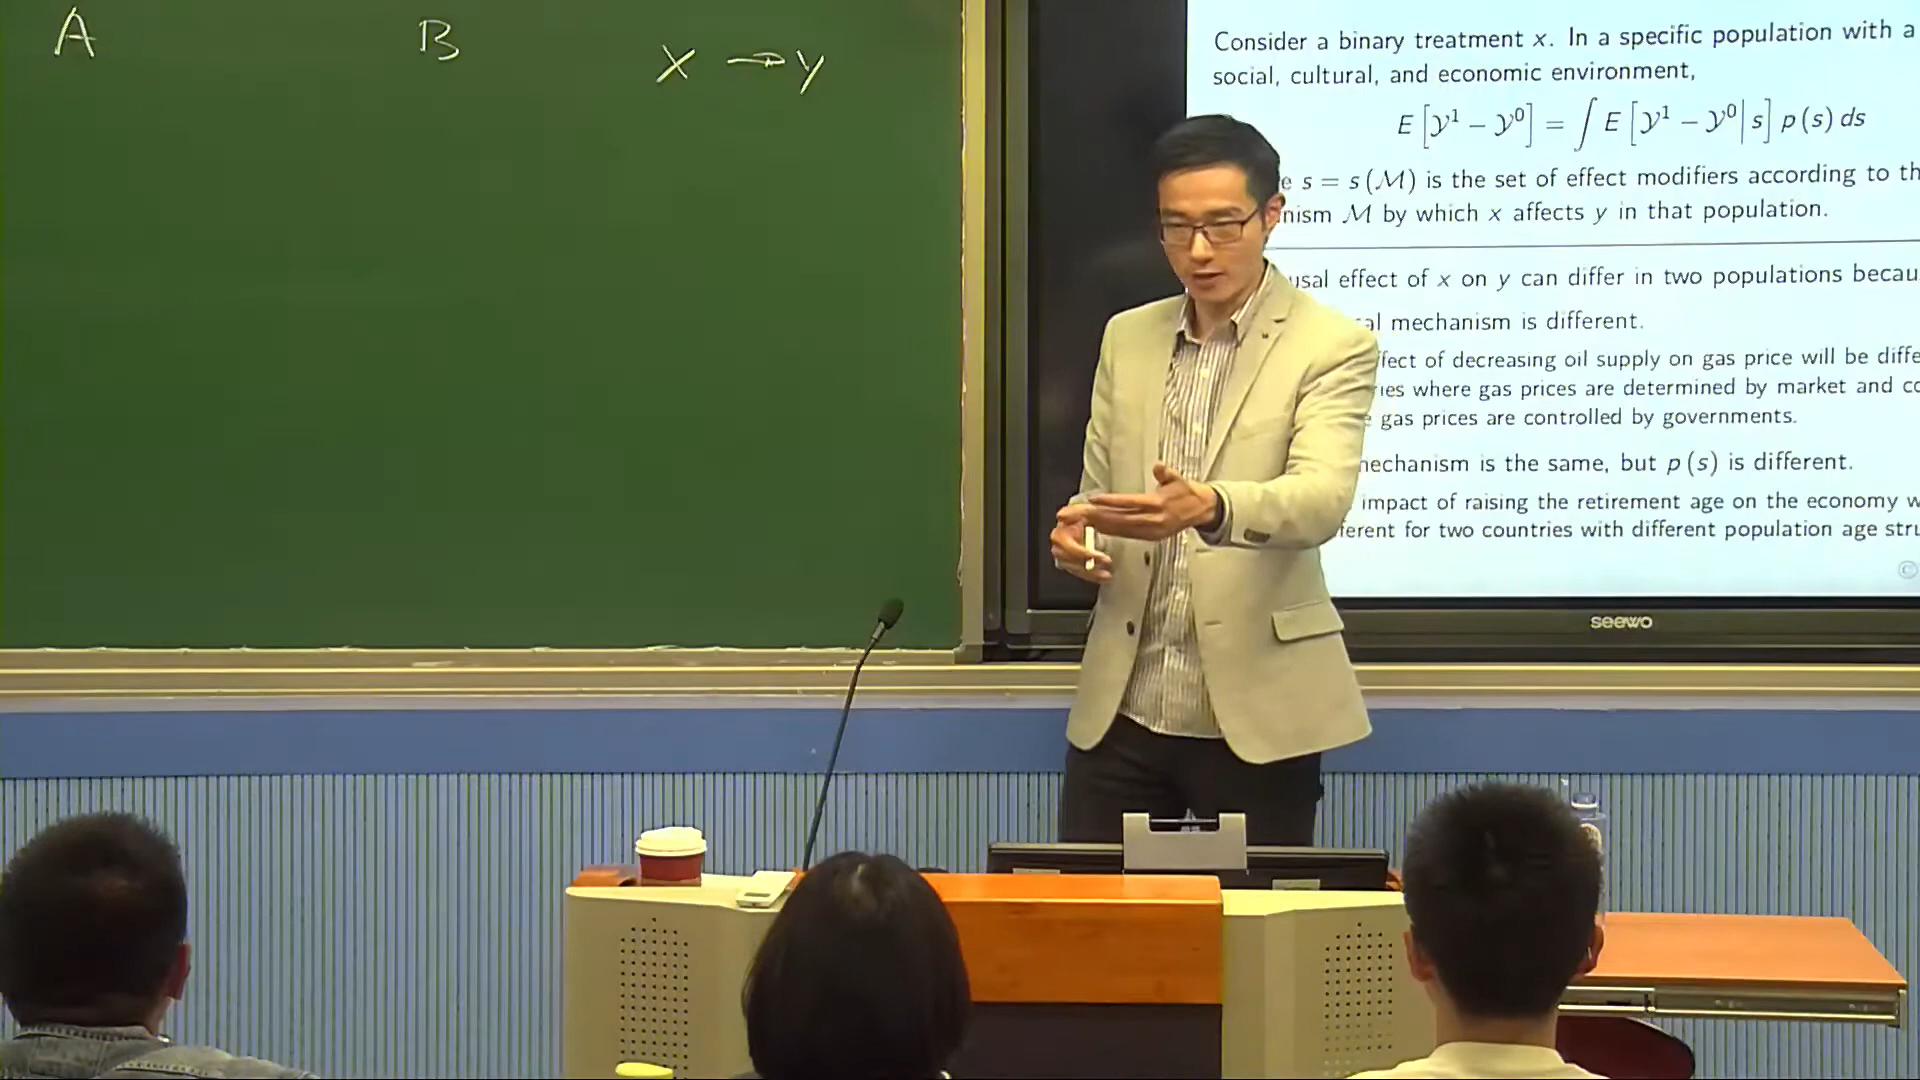 A
B
X → y
Consider a binary treatment x. In a specific population with a
social, cultural, and economic environment,
E [𝒴¹ − 𝒴⁰] = ∫ E [𝒴¹ − 𝒴⁰| s] p (s) ds
s = s (ℳ) is the set of effect modifiers according to
ℳ by which x affects y in that population.
effect of x on y can differ in two populations
mechanism is different.
of decreasing oil supply on gas price will be
where gas prices are determined by market and
gas prices are controlled by governments.
mechanism is the same, but p (s) is different.
impact of raising the retirement age on the economy
for two countries with different population age
©
seewo